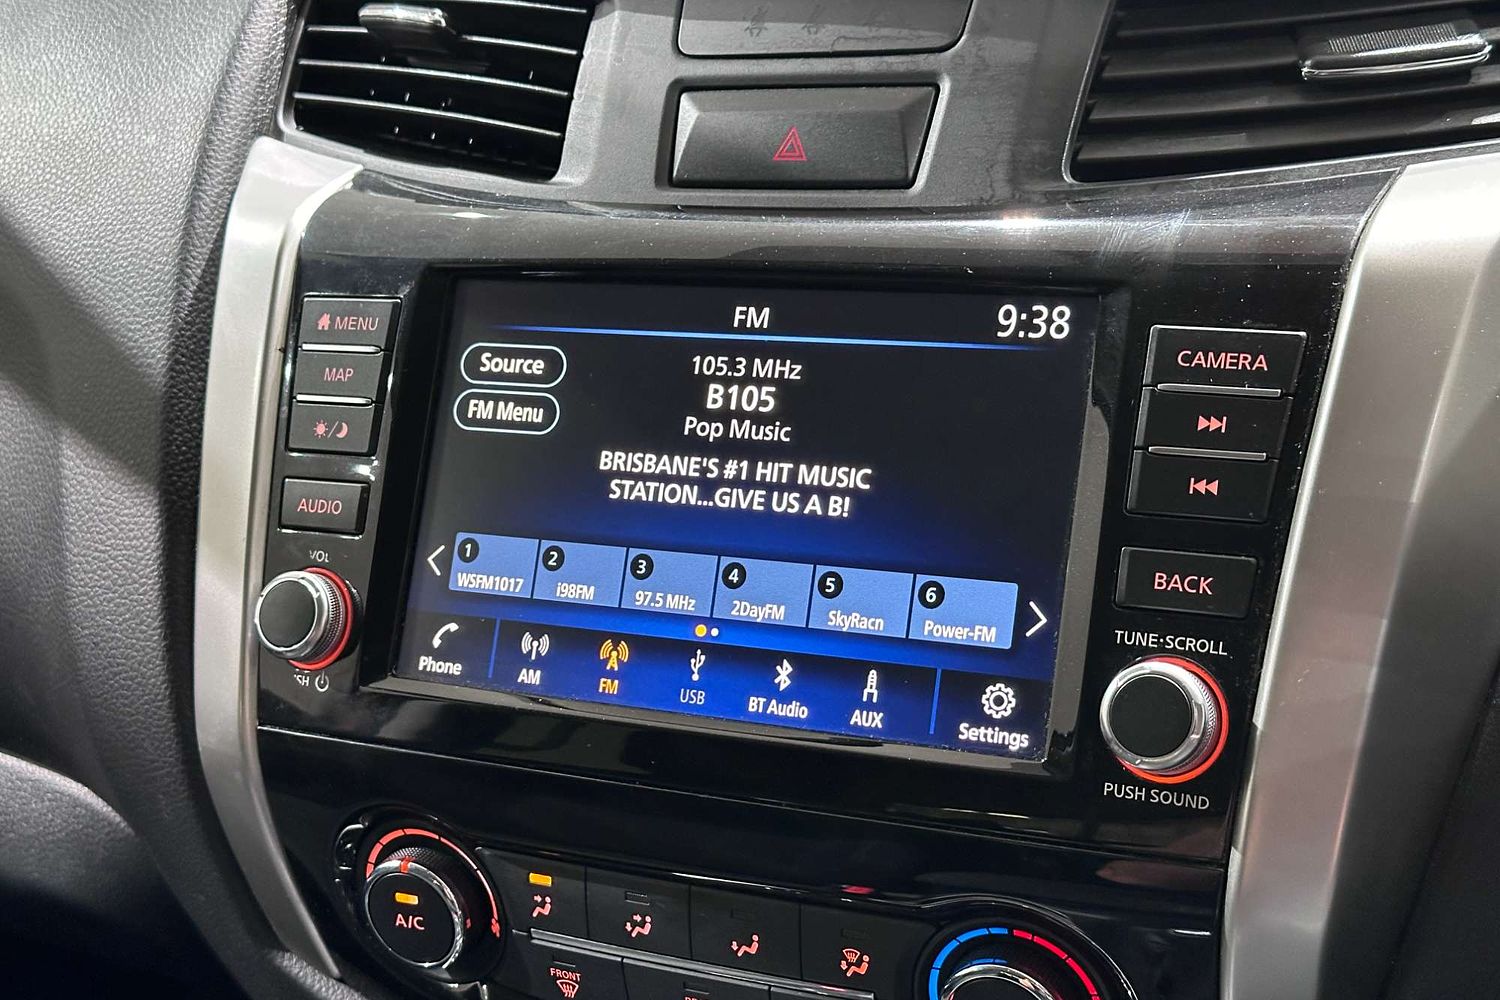 FM
9:38
MENU
MAP
AUDIO
VOL
Source
FM Menu
105.3 MHz
B105
Pop Music
BRISBANE'S #1 HIT MUSIC
STATION...GIVE US A B!
1 WSFM1017
2 i98FM
3 97.5 MHz
4 2DayFM
5 SkyRacn
6 Power-FM
Phone
AM
FM
USB
BT Audio
AUX
Settings
CAMERA
BACK
TUNE·SCROLL
PUSH SOUND
A/C
FRONT